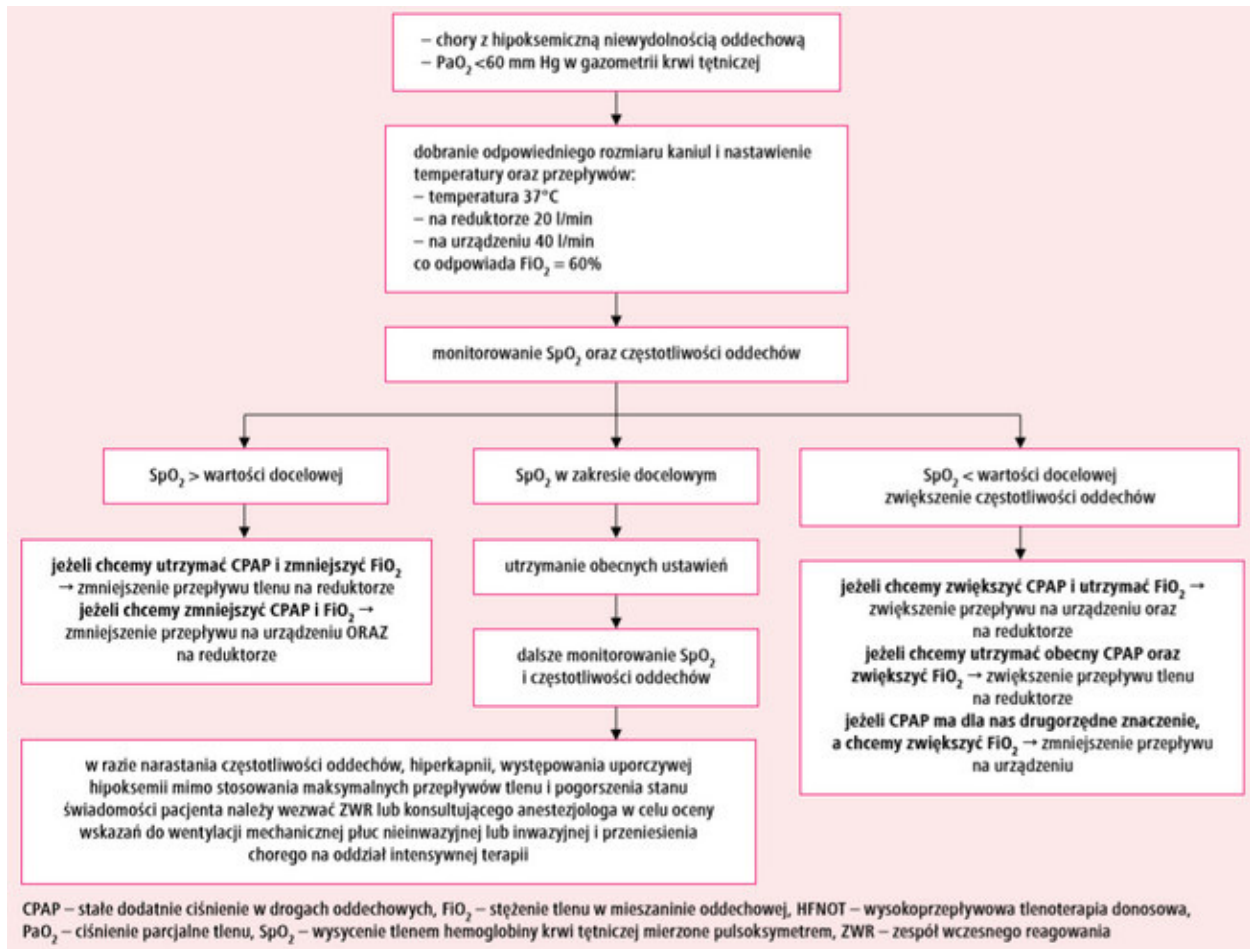 – chory z hipoksemiczną niewydolnością oddechową
– PaO₂ <60 mm Hg w gazometrii krwi tętniczej
dobranie odpowiedniego rozmiaru kaniul i nastawienie
temperatury oraz przepływów:
– temperatura 37°C
– na reduktorze 20 l/min
– na urządzeniu 40 l/min
co odpowiada FiO₂ = 60%
monitorowanie SpO₂ oraz częstotliwości oddechów
SpO₂ > wartości docelowej
jeżeli chcemy utrzymać CPAP i zmniejszyć FiO₂
→ zmniejszenie przepływu tlenu na reduktorze
jeżeli chcemy zmniejszyć CPAP i FiO₂ →
zmniejszenie przepływu na urządzeniu ORAZ
na reduktorze
SpO₂ w zakresie docelowym
utrzymanie obecnych ustawień
dalsze monitorowanie SpO₂
i częstotliwości oddechów
w razie narastania częstotliwości oddechów, hiperkapnii, występowania uporczywej
hipoksemii mimo stosowania maksymalnych przepływów tlenu i pogorszenia stanu
świadomości pacjenta należy wezwać ZWR lub konsultującego anestezjologa w celu oceny
wskazań do wentylacji mechanicznej płuc nieinwazyjnej lub inwazyjnej i przeniesienia
chorego na oddział intensywnej terapii
SpO₂ < wartości docelowej
zwiększenie częstotliwości oddechów
jeżeli chcemy zwiększyć CPAP i utrzymać FiO₂ →
zwiększenie przepływu na urządzeniu oraz
na reduktorze
jeżeli chcemy utrzymać obecny CPAP oraz
zwiększyć FiO₂ → zwiększenie przepływu tlenu
na reduktorze
jeżeli CPAP ma dla nas drugorzędne znaczenie,
a chcemy zwiększyć FiO₂ → zmniejszenie przepływu
na urządzeniu
CPAP – stałe dodatnie ciśnienie w drogach oddechowych, FiO₂ – stężenie tlenu w mieszaninie oddechowej, HFNOT – wysokoprzepływowa tlenoterapia donosowa,
PaO₂ – ciśnienie parcjalne tlenu, SpO₂ – wysycenie tlenem hemoglobiny krwi tętniczej mierzone pulsoksymetrem, ZWR – zespół wczesnego reagowania